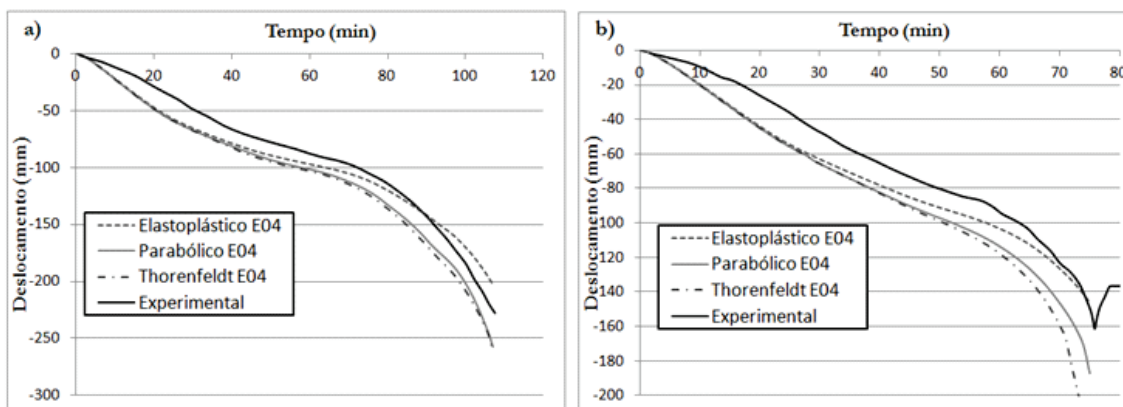 a)
Tempo (min)
0
0
20
40
60
80
100
120
-50
-100
-150
-200
-250
-300
Deslocamento (mm)
Elastoplástico E04
Parabólico E04
Thorenfeldt E04
Experimental
b)
Tempo (min)
0
0
10
20
30
40
50
60
70
80
-20
-40
-60
-80
-100
-120
-140
-160
-180
-200
Deslocamento (mm)
Elastoplástico E04
Parabólico E04
Thorenfeldt E04
Experimental